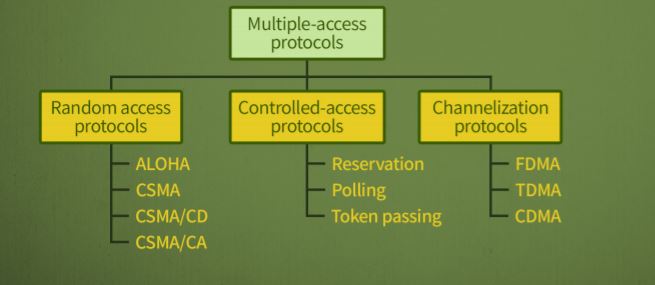 Multiple-access
protocols
Random access
protocols
Controlled-access
protocols
Channelization
protocols
ALOHA
CSMA
CSMA/CD
CSMA/CA
Reservation
Polling
Token passing
FDMA
TDMA
CDMA